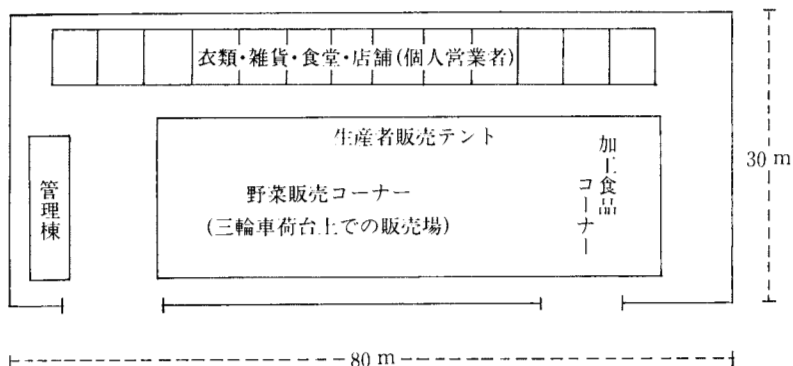 衣類・雑貨・食堂・店舗(個人営業者)
生産者販売テント
加工食品
コーナー
野菜販売コーナー
(三輪車荷台上での販売場)
管理棟
30 m
80 m